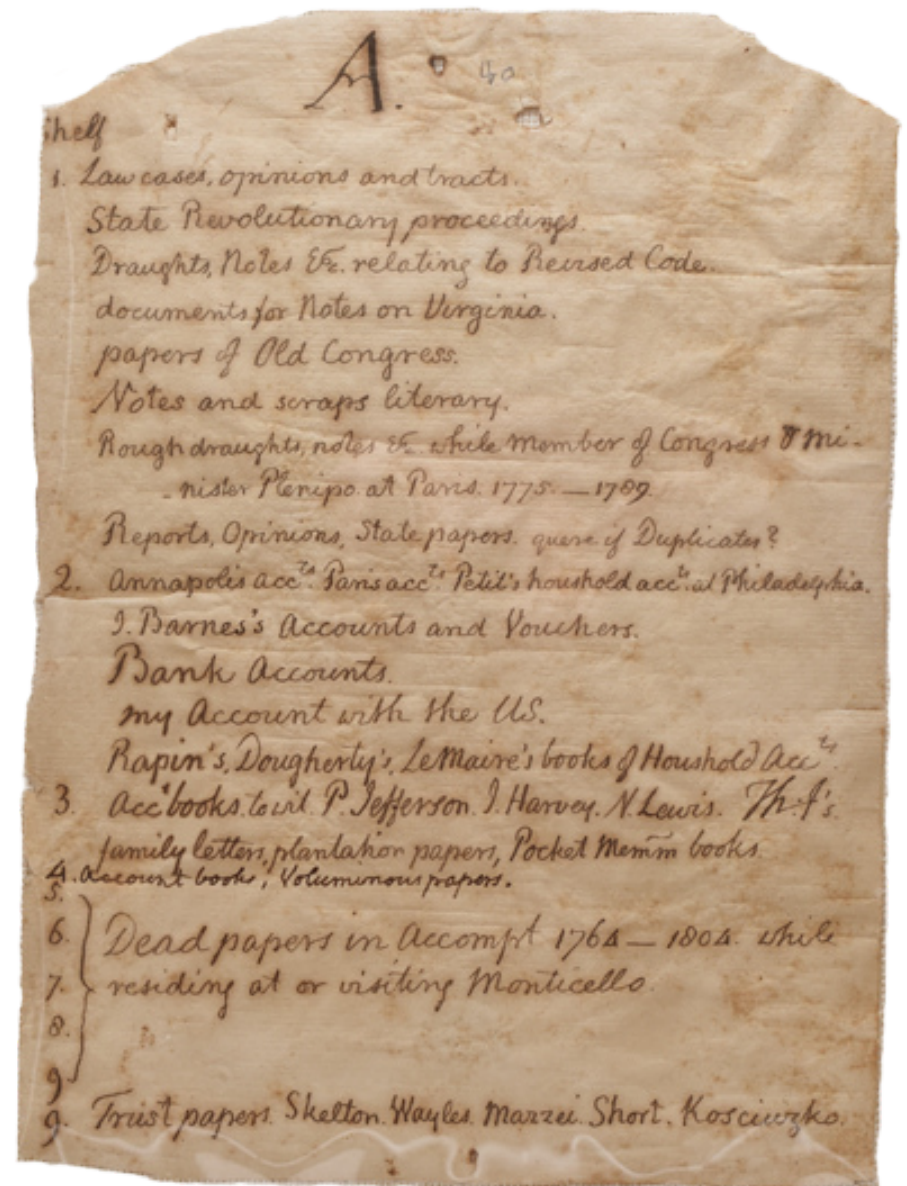 A. 40
Shelf
1. Law cases, opinions and tracts.
State Revolutionary proceedings.
Draughts, Notes &c. relating to Revised Code.
documents for Notes on Virginia.
papers of Old Congress.
Notes and scraps literary.
Rough draughts, notes &c. while Member of Congress & Mi-
-nister Plenipo. at Paris. 1775.—1789.
Reports, Opinions, State papers. quere if Duplicates?
2. Annapolis accts. Paris accts. Petit's houshold accts. at Philadelphia.
I. Barnes's Accounts and Vouchers.
Bank Accounts.
my Account with the US.
Rapin's, Dougherty's, LeMaire's books of Houshold Accts.
3. Acct books. to wit. P. Jefferson. I. Harvey. N. Lewis. Th. J's.
family letters, plantation papers, Pocket Memm books.
4. Account books, Voluminous papers.
5.
6. Dead papers in Accompt 1764—1804. while
7. residing at or visiting Monticello.
8.
9
9. Trust papers. Skelton. Wayles. Mazzei. Short. Kosciuzko.